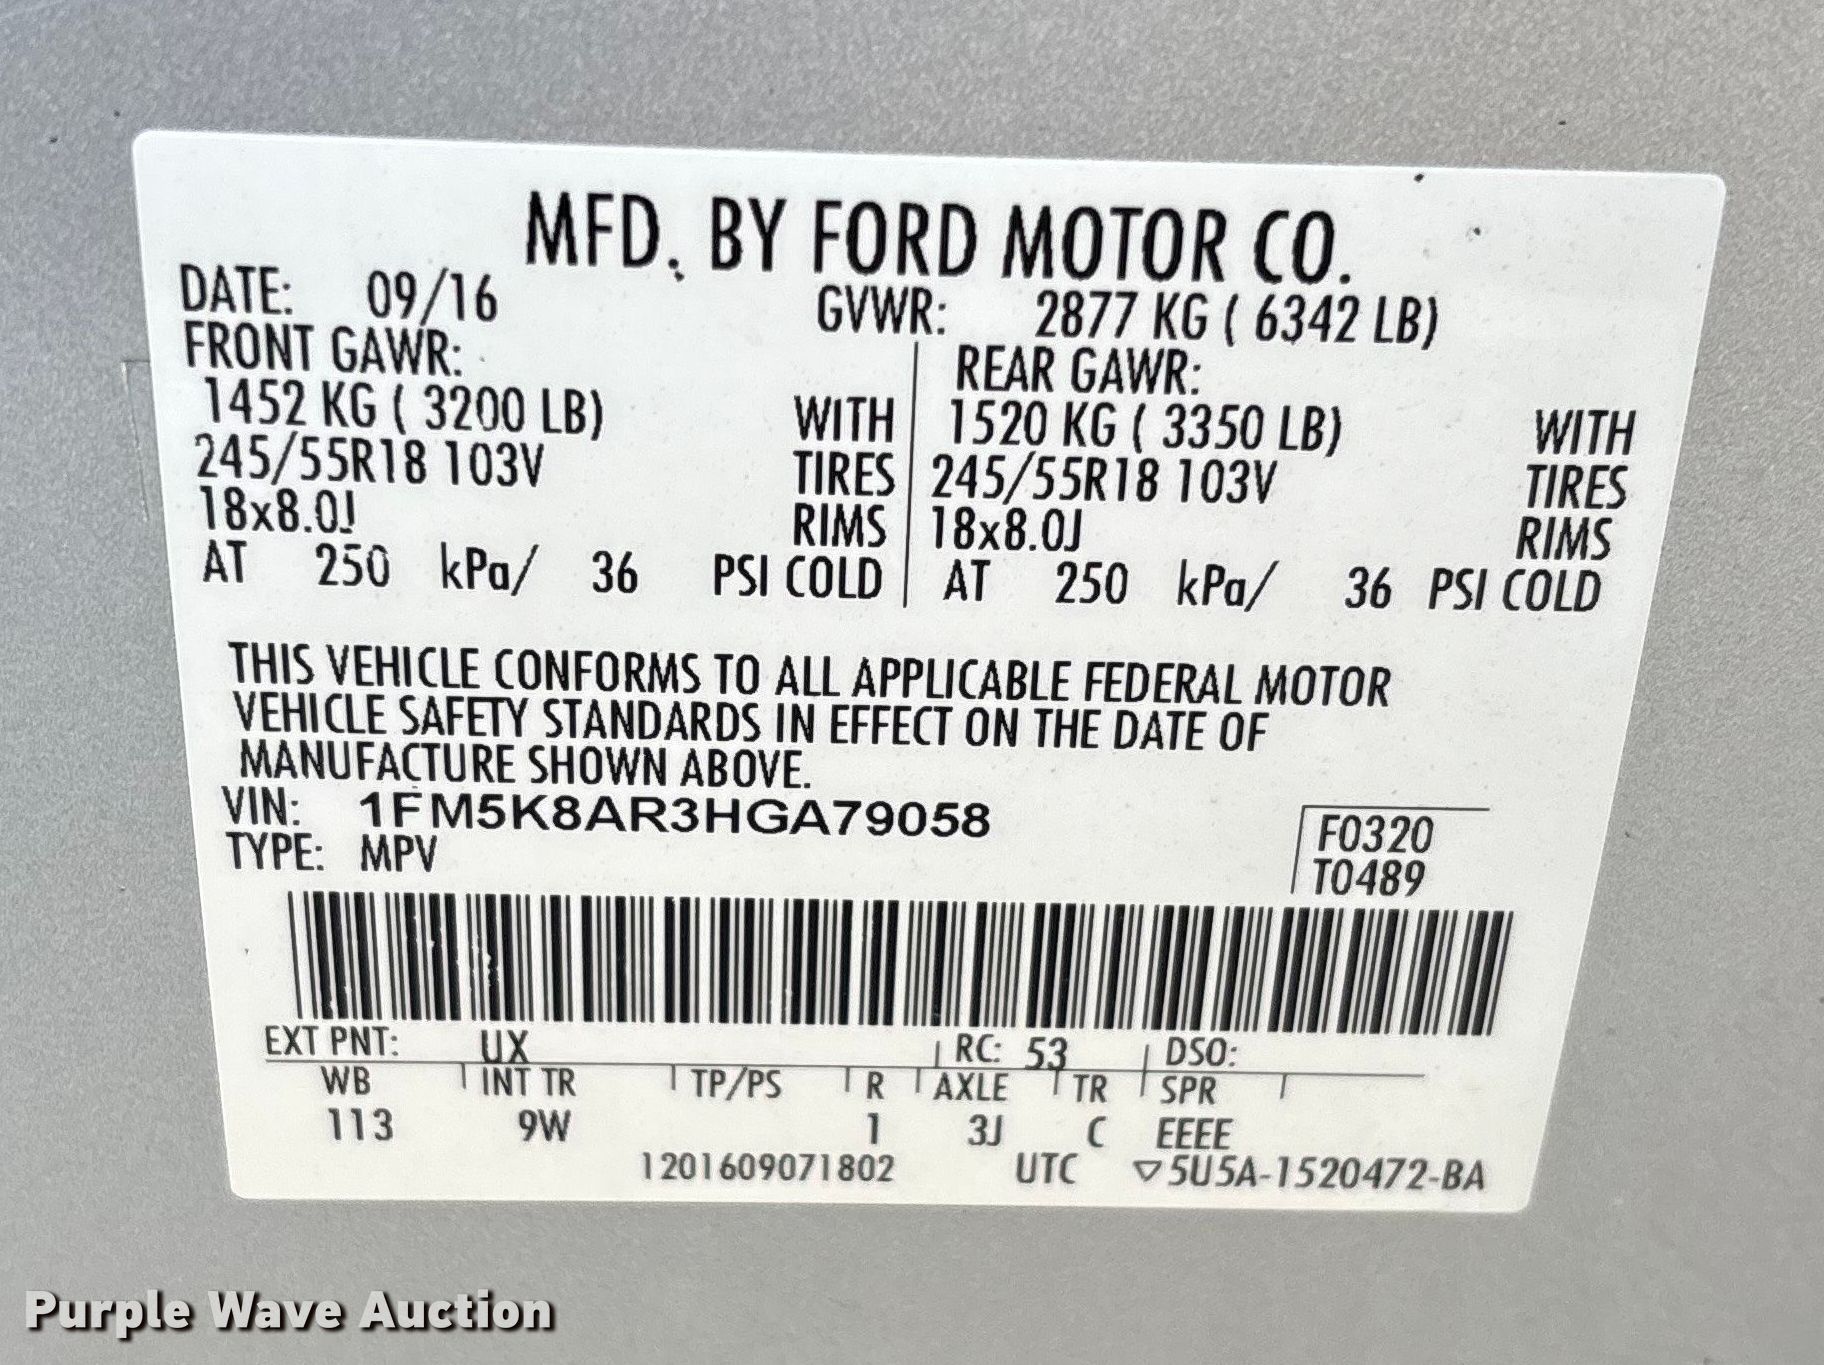 MFD. BY FORD MOTOR CO.
DATE: 09/16 GVWR: 2877 KG ( 6342 LB)
FRONT GAWR: REAR GAWR:
1452 KG ( 3200 LB) WITH 1520 KG ( 3350 LB) WITH
245/55R18 103V TIRES 245/55R18 103V TIRES
18x8.0J RIMS 18x8.0J RIMS
AT 250 kPa/ 36 PSI COLD AT 250 kPa/ 36 PSI COLD
THIS VEHICLE CONFORMS TO ALL APPLICABLE FEDERAL MOTOR
VEHICLE SAFETY STANDARDS IN EFFECT ON THE DATE OF
MANUFACTURE SHOWN ABOVE.
VIN: 1FM5K8AR3HGA79058 F0320
TYPE: MPV T0489
EXT PNT: UX RC: 53 DSO:
WB INT TR TP/PS R AXLE TR SPR
113 9W 1 3J C EEEE
1201609071802 UTC ▽5U5A-1520472-BA
Purple Wave Auction